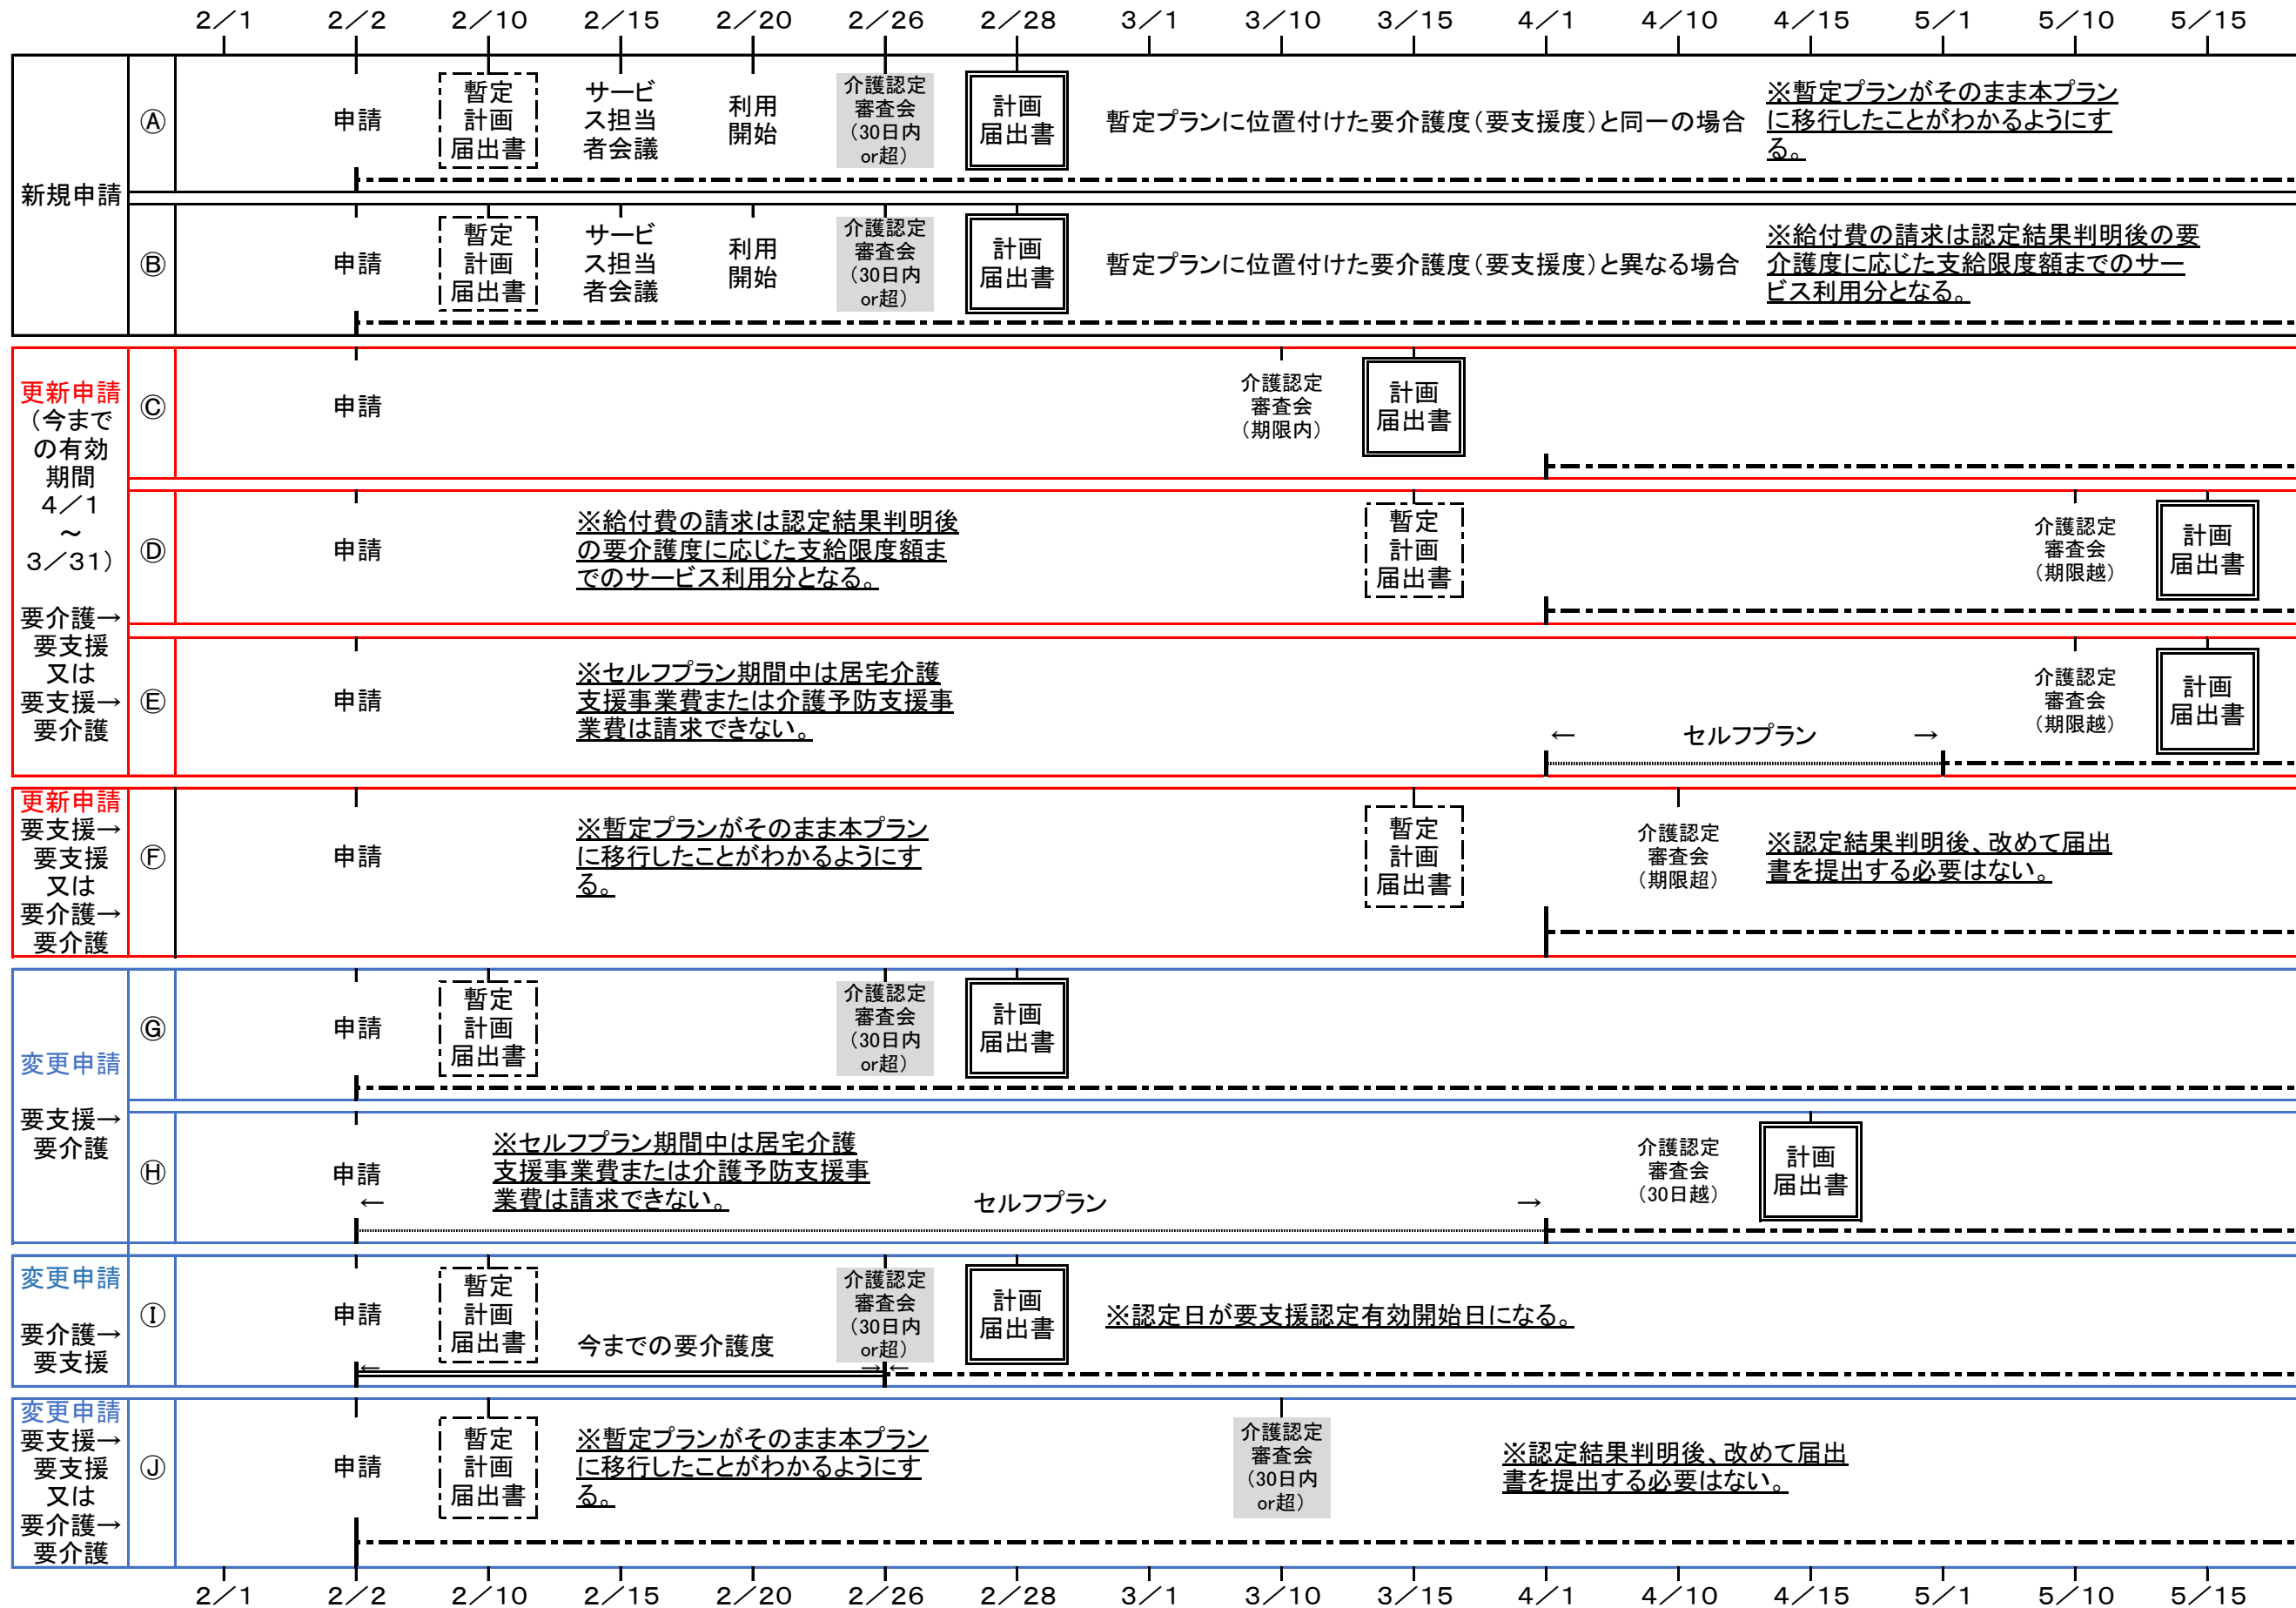 2／1 2／2 2／10 2／15 2／20 2／26 2／28 3／1 3／10 3／15 4／1 4／10 4／15 5／1 5／10 5／15
新規申請
Ⓐ
申請
暫定
計画
届出書
サービ
ス担当
者会議
利用
開始
介護認定
審査会
（30日内
or超）
計画
届出書
暫定プランに位置付けた要介護度（要支援度）と同一の場合
※暫定プランがそのまま本プラン
に移行したことがわかるようにす
る。
Ⓑ
申請
暫定
計画
届出書
サービ
ス担当
者会議
利用
開始
介護認定
審査会
（30日内
or超）
計画
届出書
暫定プランに位置付けた要介護度（要支援度）と異なる場合
※給付費の請求は認定結果判明後の要
介護度に応じた支給限度額までのサー
ビス利用分となる。
更新申請
（今まで
の有効
期間
4／1
～
3／31）
要介護→
要支援
又は
要支援→
要介護
Ⓒ
申請
介護認定
審査会
（期限内）
計画
届出書
Ⓓ
申請
※給付費の請求は認定結果判明後
の要介護度に応じた支給限度額ま
でのサービス利用分となる。
暫定
計画
届出書
介護認定
審査会
（期限越）
計画
届出書
Ⓔ
申請
※セルフプラン期間中は居宅介護
支援事業費または介護予防支援事
業費は請求できない。
← セルフプラン →
介護認定
審査会
（期限越）
計画
届出書
更新申請
要支援→
要支援
又は
要介護→
要介護
Ⓕ
申請
※暫定プランがそのまま本プラン
に移行したことがわかるようにす
る。
暫定
計画
届出書
介護認定
審査会
（期限超）
※認定結果判明後、改めて届出
書を提出する必要はない。
変更申請
要支援→
要介護
Ⓖ
申請
暫定
計画
届出書
介護認定
審査会
（30日内
or超）
計画
届出書
Ⓗ
申請
※セルフプラン期間中は居宅介護
支援事業費または介護予防支援事
業費は請求できない。
← セルフプラン →
介護認定
審査会
（30日越）
計画
届出書
変更申請
要介護→
要支援
Ⓘ
申請
暫定
計画
届出書
今までの要介護度
← →←
介護認定
審査会
（30日内
or超）
計画
届出書
※認定日が要支援認定有効開始日になる。
変更申請
要支援→
要支援
又は
要介護→
要介護
Ⓙ
申請
暫定
計画
届出書
※暫定プランがそのまま本プラン
に移行したことがわかるようにす
る。
介護認定
審査会
（30日内
or超）
※認定結果判明後、改めて届出
書を提出する必要はない。
2／1 2／2 2／10 2／15 2／20 2／26 2／28 3／1 3／10 3／15 4／1 4／10 4／15 5／1 5／10 5／15